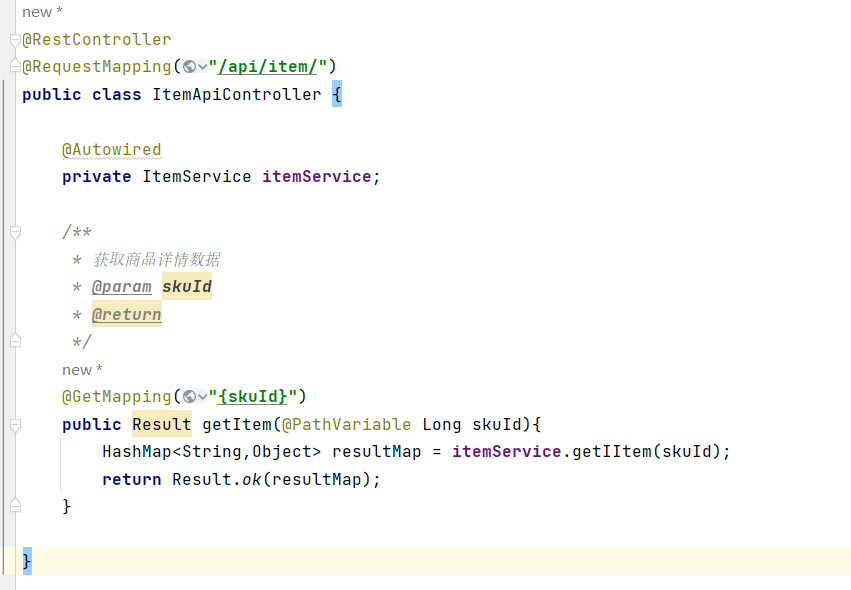 new *
@RestController
@RequestMapping("/api/item/")
public class ItemApiController {
@Autowired
private ItemService itemService;
/**
* 获取商品详情数据
* @param skuId
* @return
*/
new *
@GetMapping("{skuId}")
public Result getItem(@PathVariable Long skuId){
HashMap<String,Object> resultMap = itemService.getIItem(skuId);
return Result.ok(resultMap);
}
}